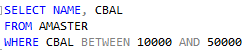 SELECT NAME, CBAL
FROM AMASTER
WHERE CBAL BETWEEN 10000 AND 50000